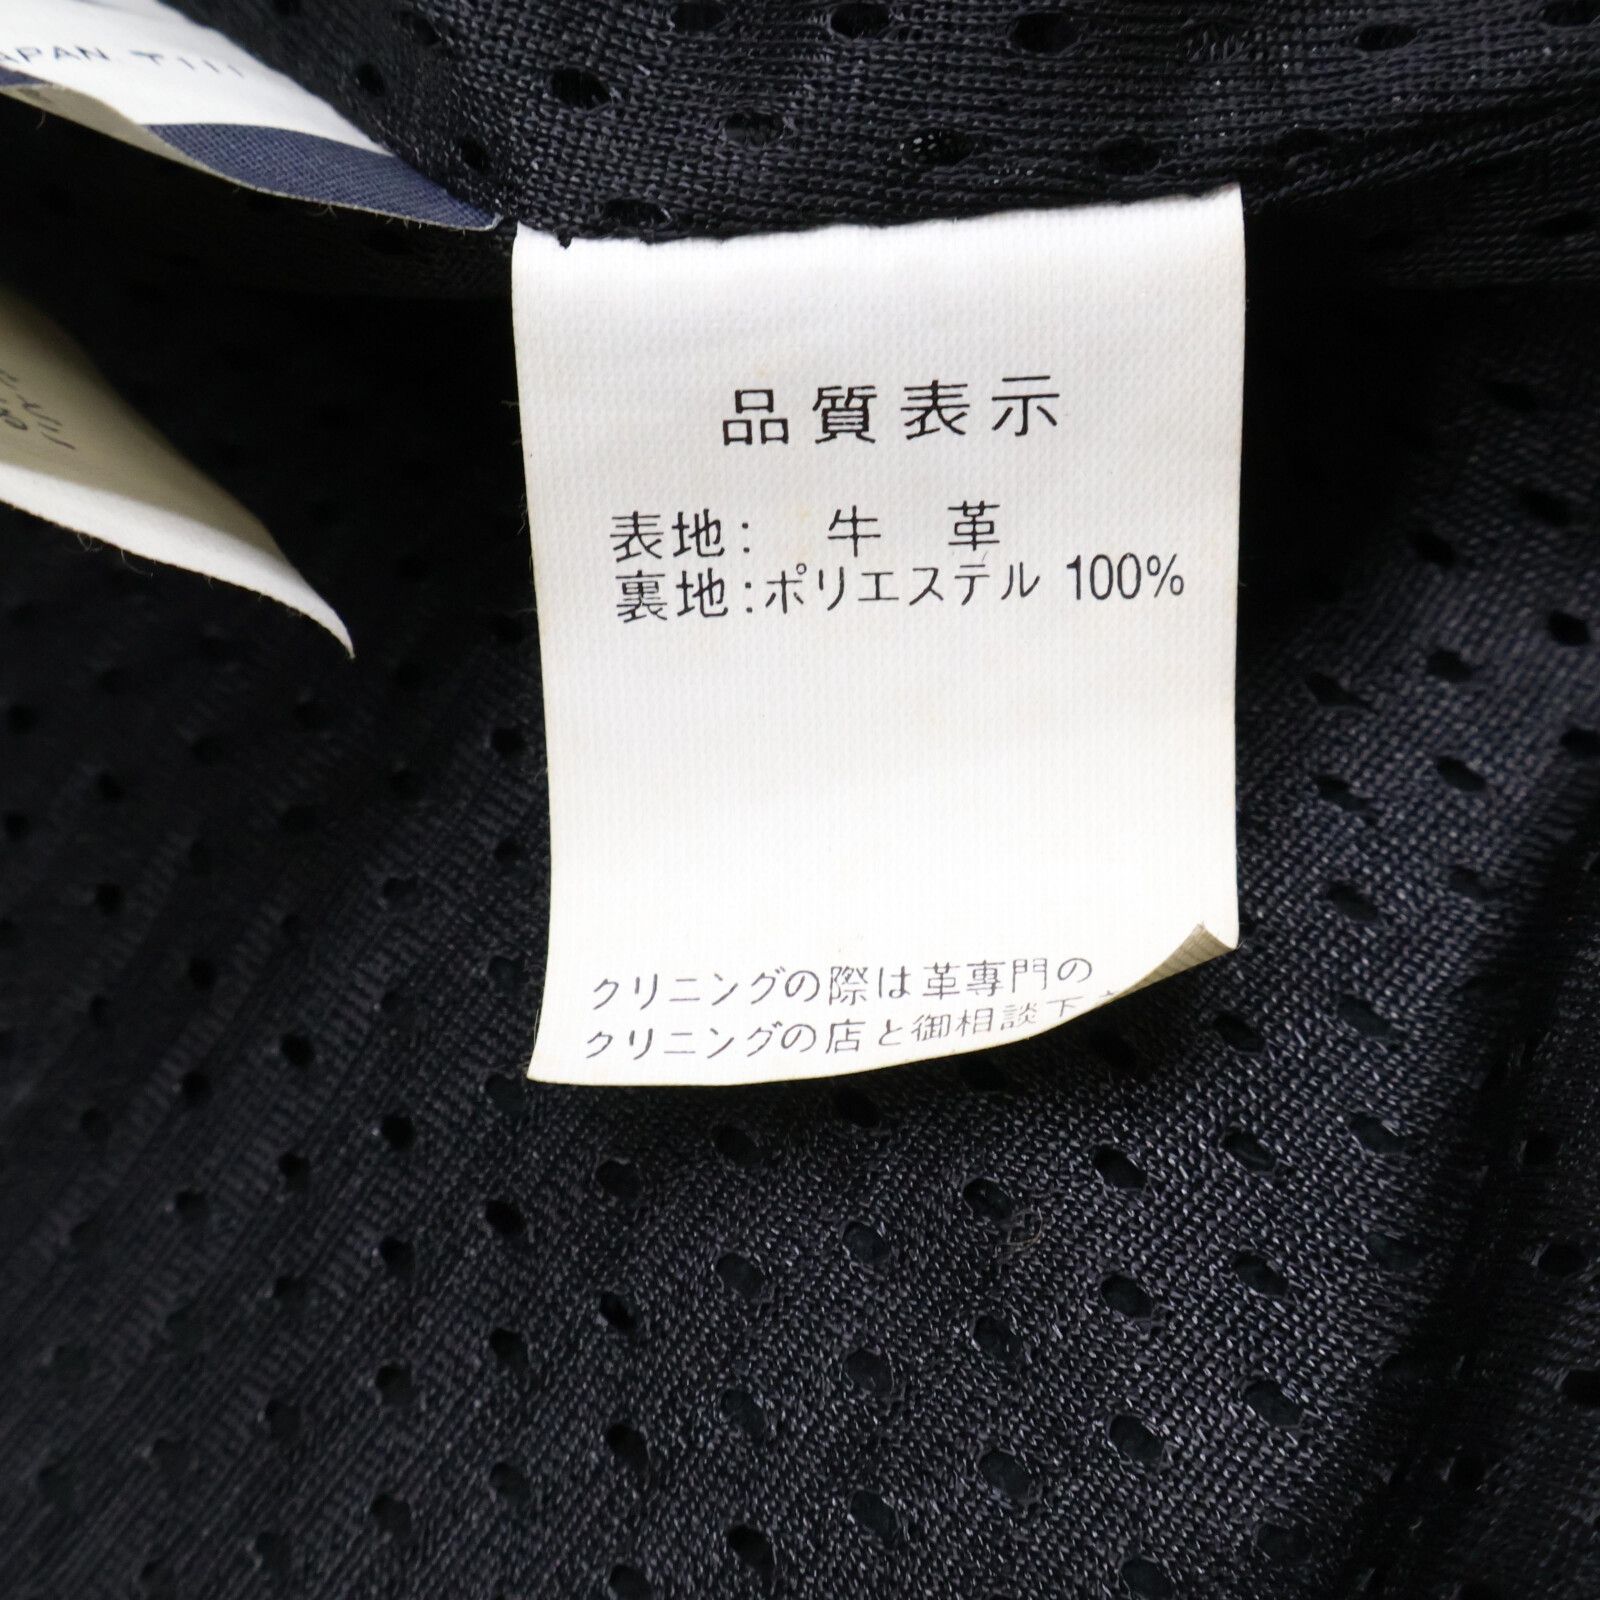 JAPAN
品質表示
表地: 牛 革
裏地:ポリエステル 100%
クリニングの際は革専門の
クリニングの店と御相談下